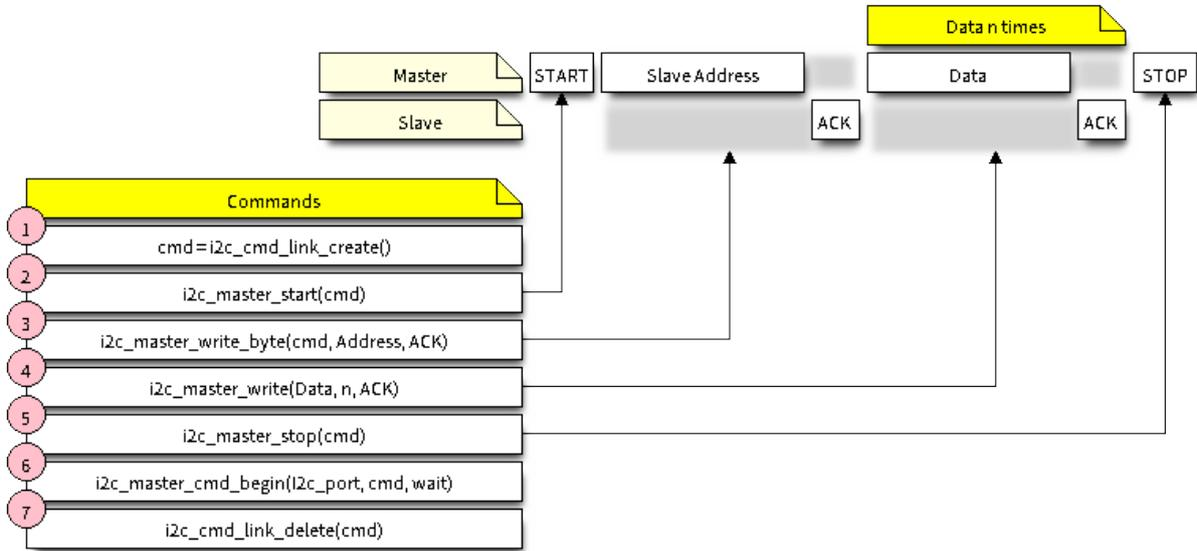 Data n times
Master START Slave Address Data STOP
Slave ACK ACK
Commands
1
cmd = i2c_cmd_link_create()
2
i2c_master_start(cmd)
3
i2c_master_write_byte(cmd, Address, ACK)
4
i2c_master_write(Data, n, ACK)
5
i2c_master_stop(cmd)
6
i2c_master_cmd_begin(I2c_port, cmd, wait)
7
i2c_cmd_link_delete(cmd)